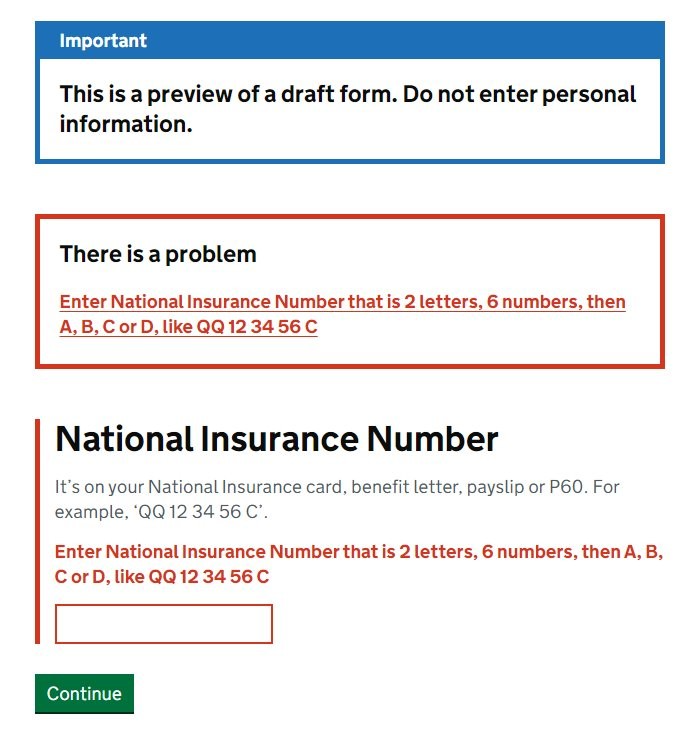 Important
This is a preview of a draft form. Do not enter personal
information.
There is a problem
Enter National Insurance Number that is 2 letters, 6 numbers, then
A, B, C or D, like QQ 12 34 56 C
National Insurance Number
It’s on your National Insurance card, benefit letter, payslip or P60. For
example, ‘QQ 12 34 56 C’.
Enter National Insurance Number that is 2 letters, 6 numbers, then A, B,
C or D, like QQ 12 34 56 C
Continue